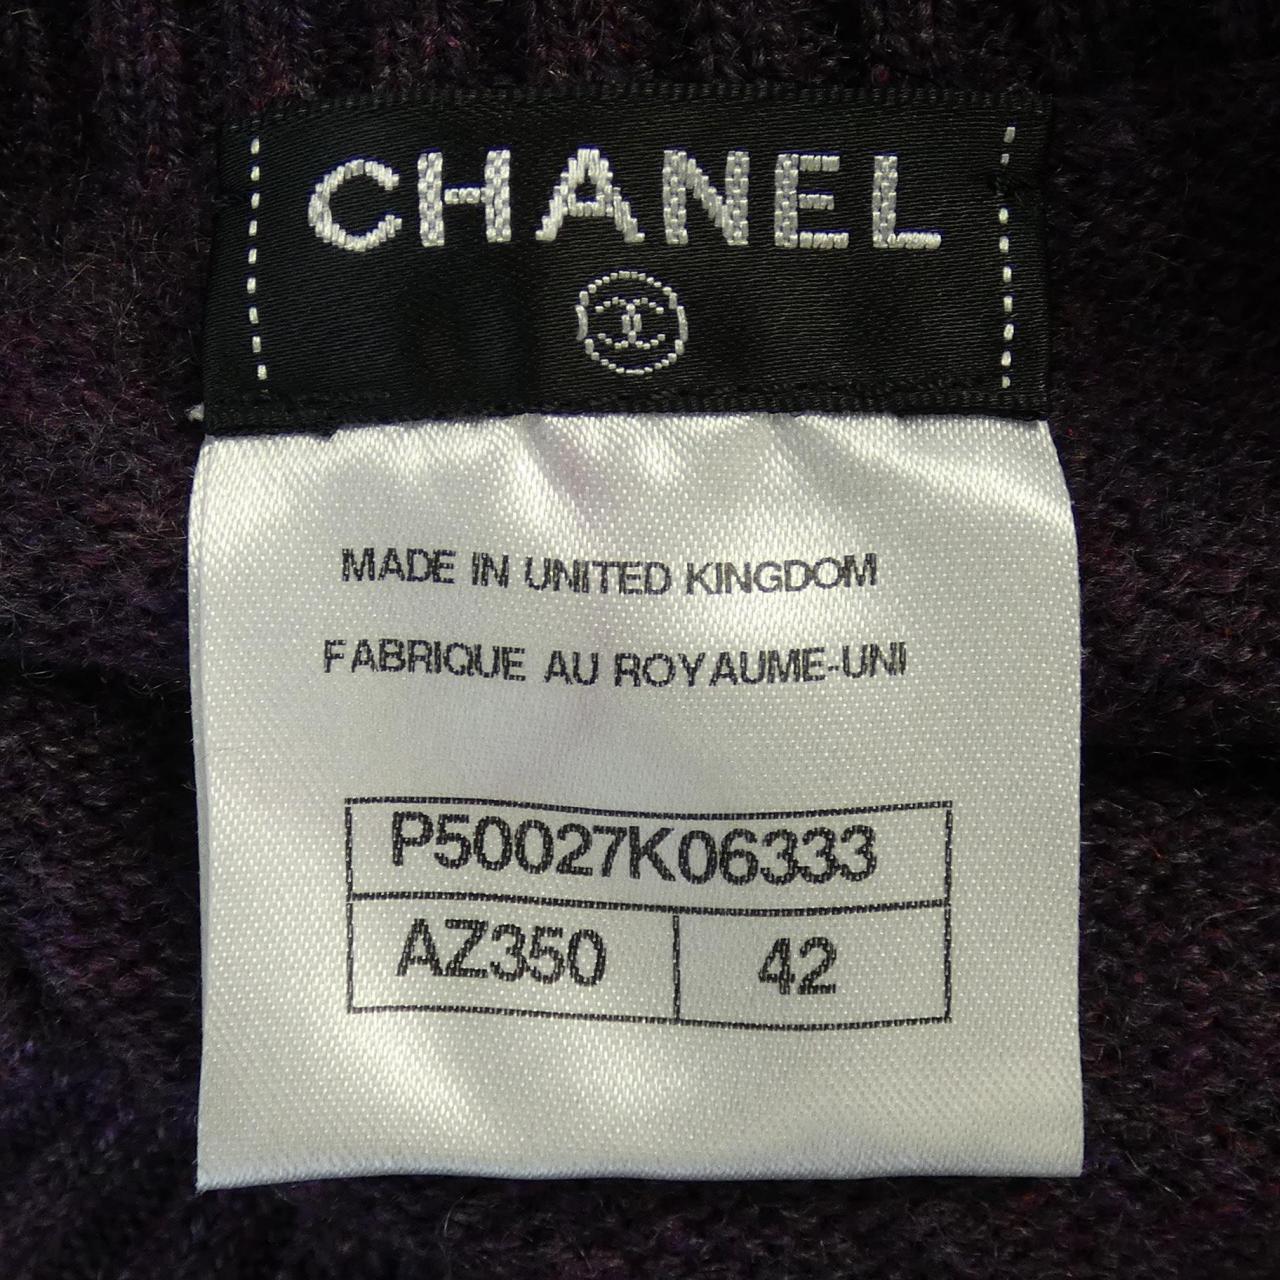 CHANEL
MADE IN UNITED KINGDOM
FABRIQUE AU ROYAUME-UNI
P50027K06333
AZ350 42